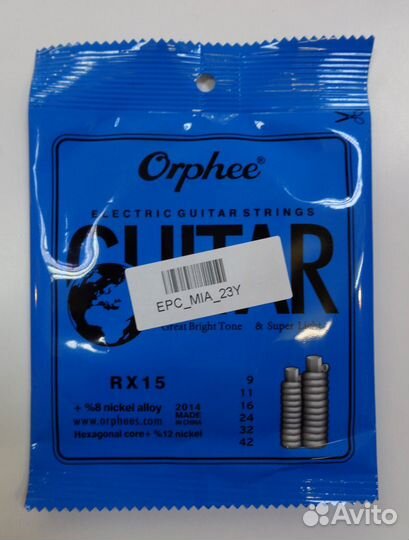 Orphee®
ELECTRIC GUITAR STRINGS
GUITAR
EPC_MIA_23Y
Great Bright Tone & Super Light
RX15
9
11
16
24
32
42
+ %8 nickel alloy
www.orphees.com
Hexagonal core+ %12 nickel
2014
MADE
IN CHINA
Avito